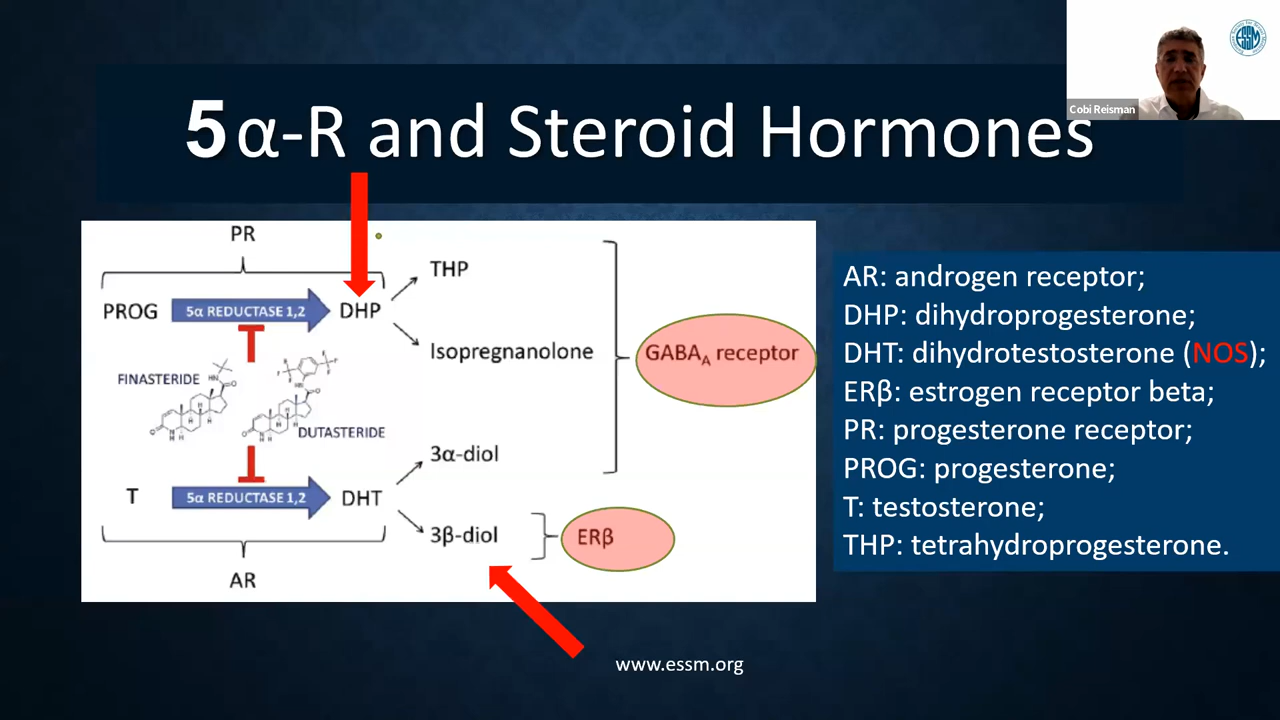 Cobi Reisman
ESSM
5α-R and Steroid Hormones
PR
PROG
5α REDUCTASE 1,2
DHP
THP
Isopregnanolone
GABAA receptor
FINASTERIDE
DUTASTERIDE
T
5α REDUCTASE 1,2
DHT
3α-diol
3β-diol
ERβ
AR
AR: androgen receptor;
DHP: dihydroprogesterone;
DHT: dihydrotestosterone (NOS);
ERβ: estrogen receptor beta;
PR: progesterone receptor;
PROG: progesterone;
T: testosterone;
THP: tetrahydroprogesterone.
www.essm.org